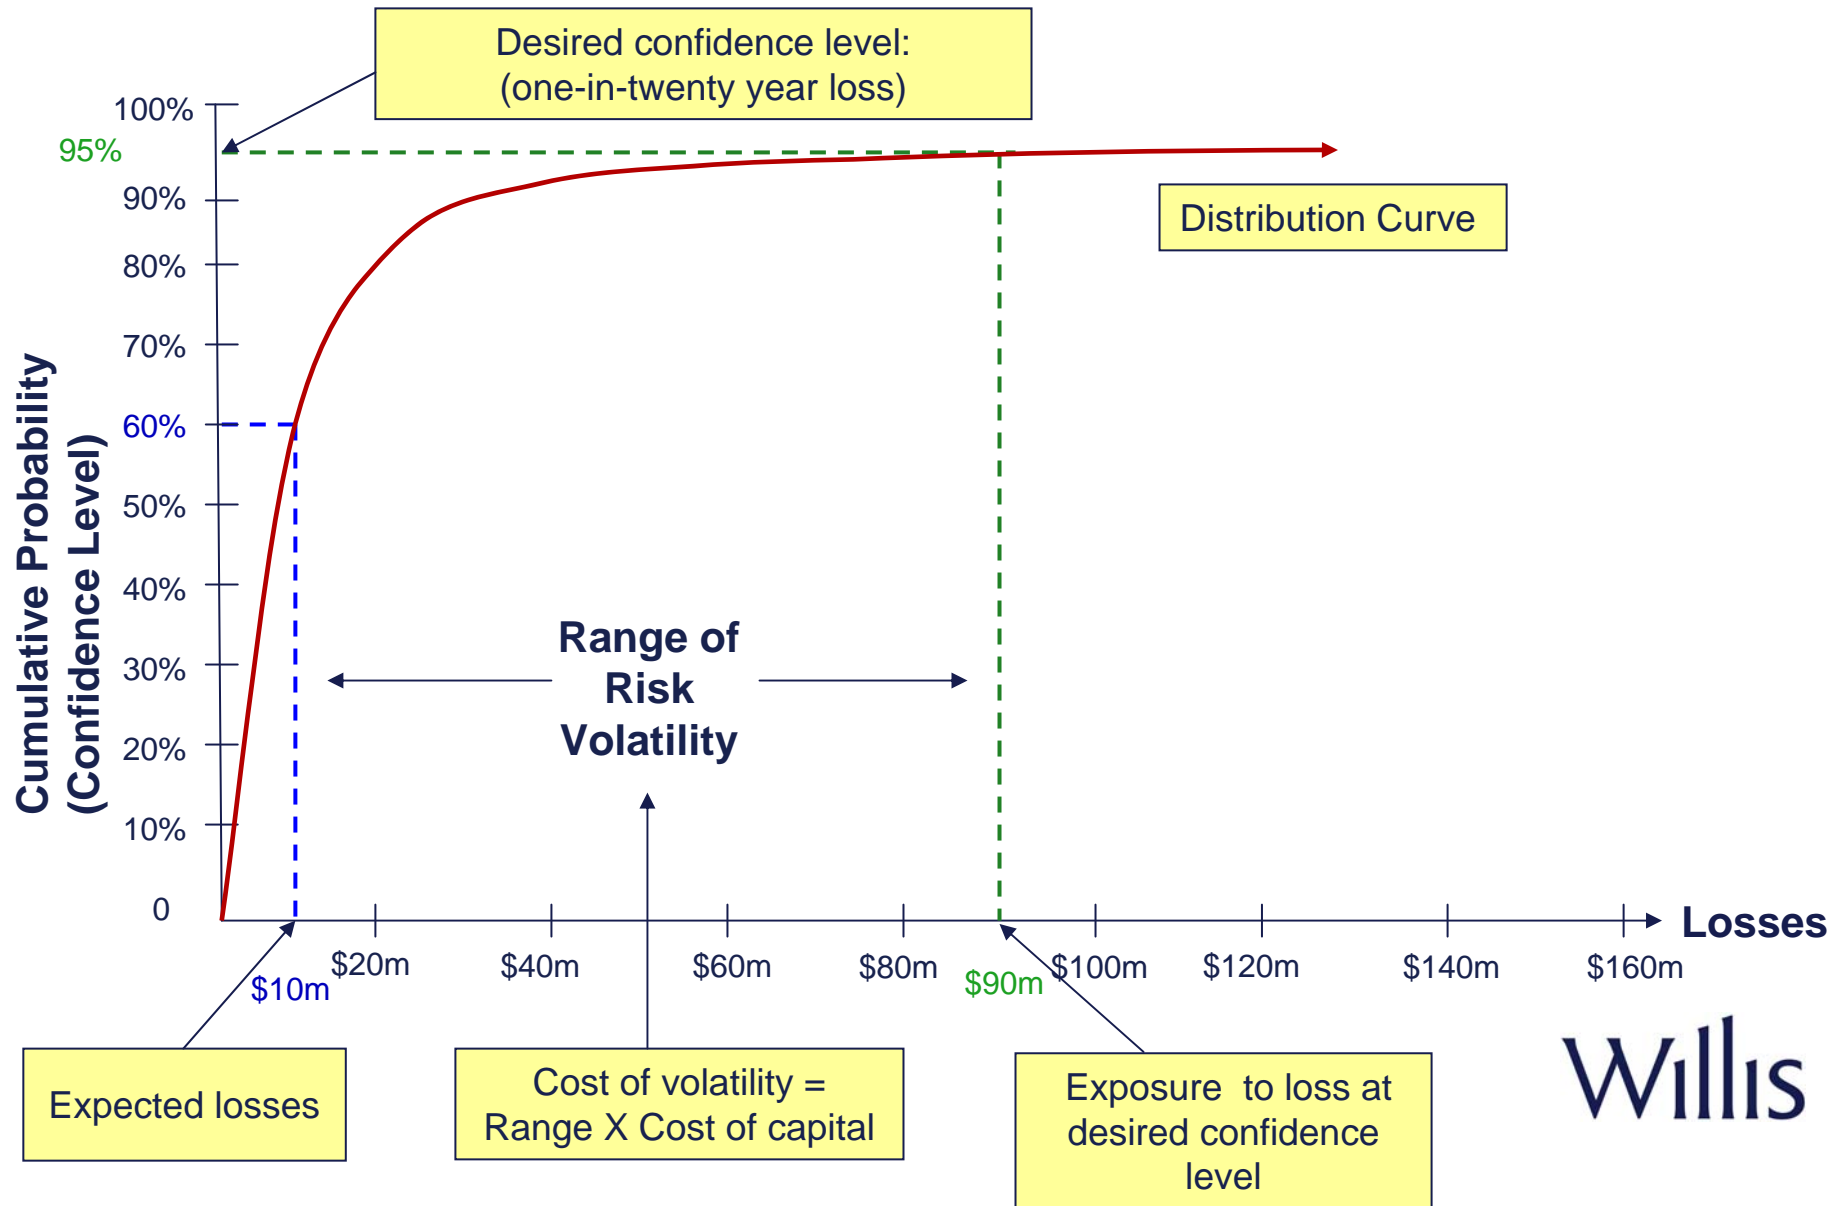 Desired confidence level:
(one-in-twenty year loss)
100%
95%
90%
80%
70%
60%
50%
40%
30%
20%
10%
0
Cumulative Probability
(Confidence Level)
Distribution Curve
Range of
Risk
Volatility
Losses
$10m
$20m
$40m
$60m
$80m
$90m
$100m
$120m
$140m
$160m
Expected losses
Cost of volatility =
Range X Cost of capital
Exposure to loss at
desired confidence
level
Willis